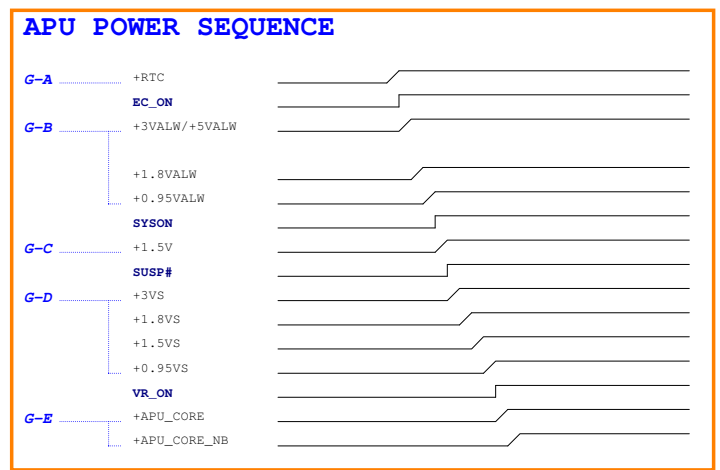 APU POWER SEQUENCE
G-A +RTC
EC_ON
G-B +3VALW/+5VALW
+1.8VALW
+0.95VALW
SYSON
G-C +1.5V
SUSP#
G-D +3VS
+1.8VS
+1.5VS
+0.95VS
VR_ON
G-E +APU_CORE
+APU_CORE_NB